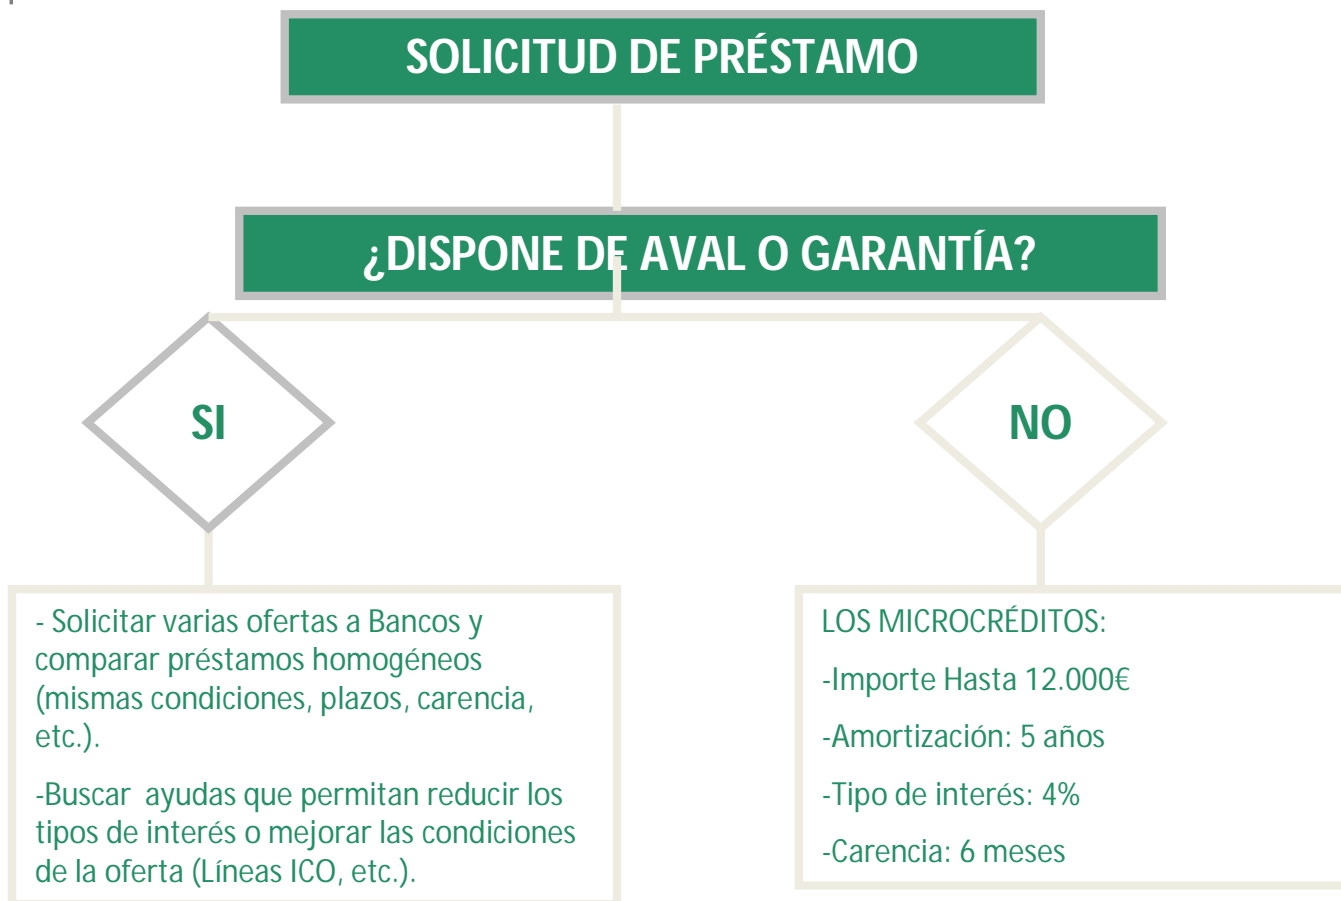 SOLICITUD DE PRÉSTAMO
¿DISPONE DE AVAL O GARANTÍA?
SI
NO
- Solicitar varias ofertas a Bancos y
comparar préstamos homogéneos
(mismas condiciones, plazos, carencia,
etc.).
-Buscar ayudas que permitan reducir los
tipos de interés o mejorar las condiciones
de la oferta (Líneas ICO, etc.).
LOS MICROCRÉDITOS:
-Importe Hasta 12.000€
-Amortización: 5 años
-Tipo de interés: 4%
-Carencia: 6 meses